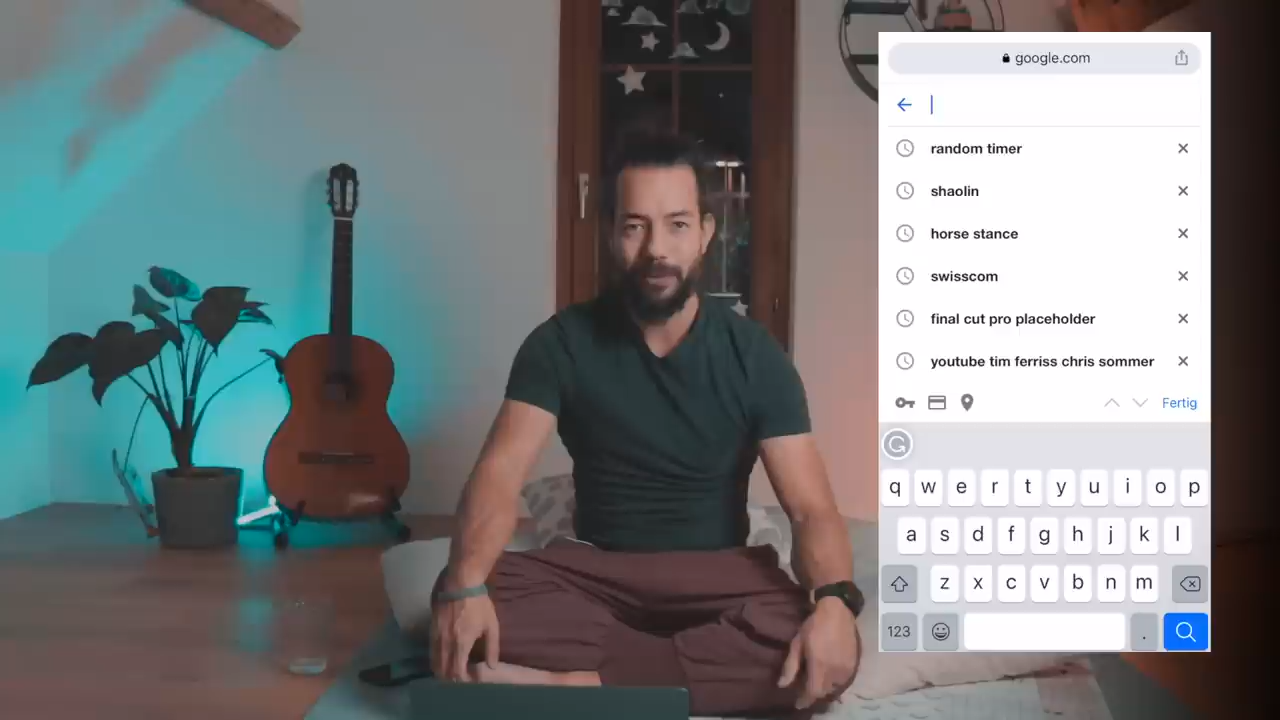 google.com
random timer
shaolin
horse stance
swisscom
final cut pro placeholder
youtube tim ferriss chris sommer
Fertig
q w e r t y u i o p
a s d f g h j k l
z x c v b n m
123 .